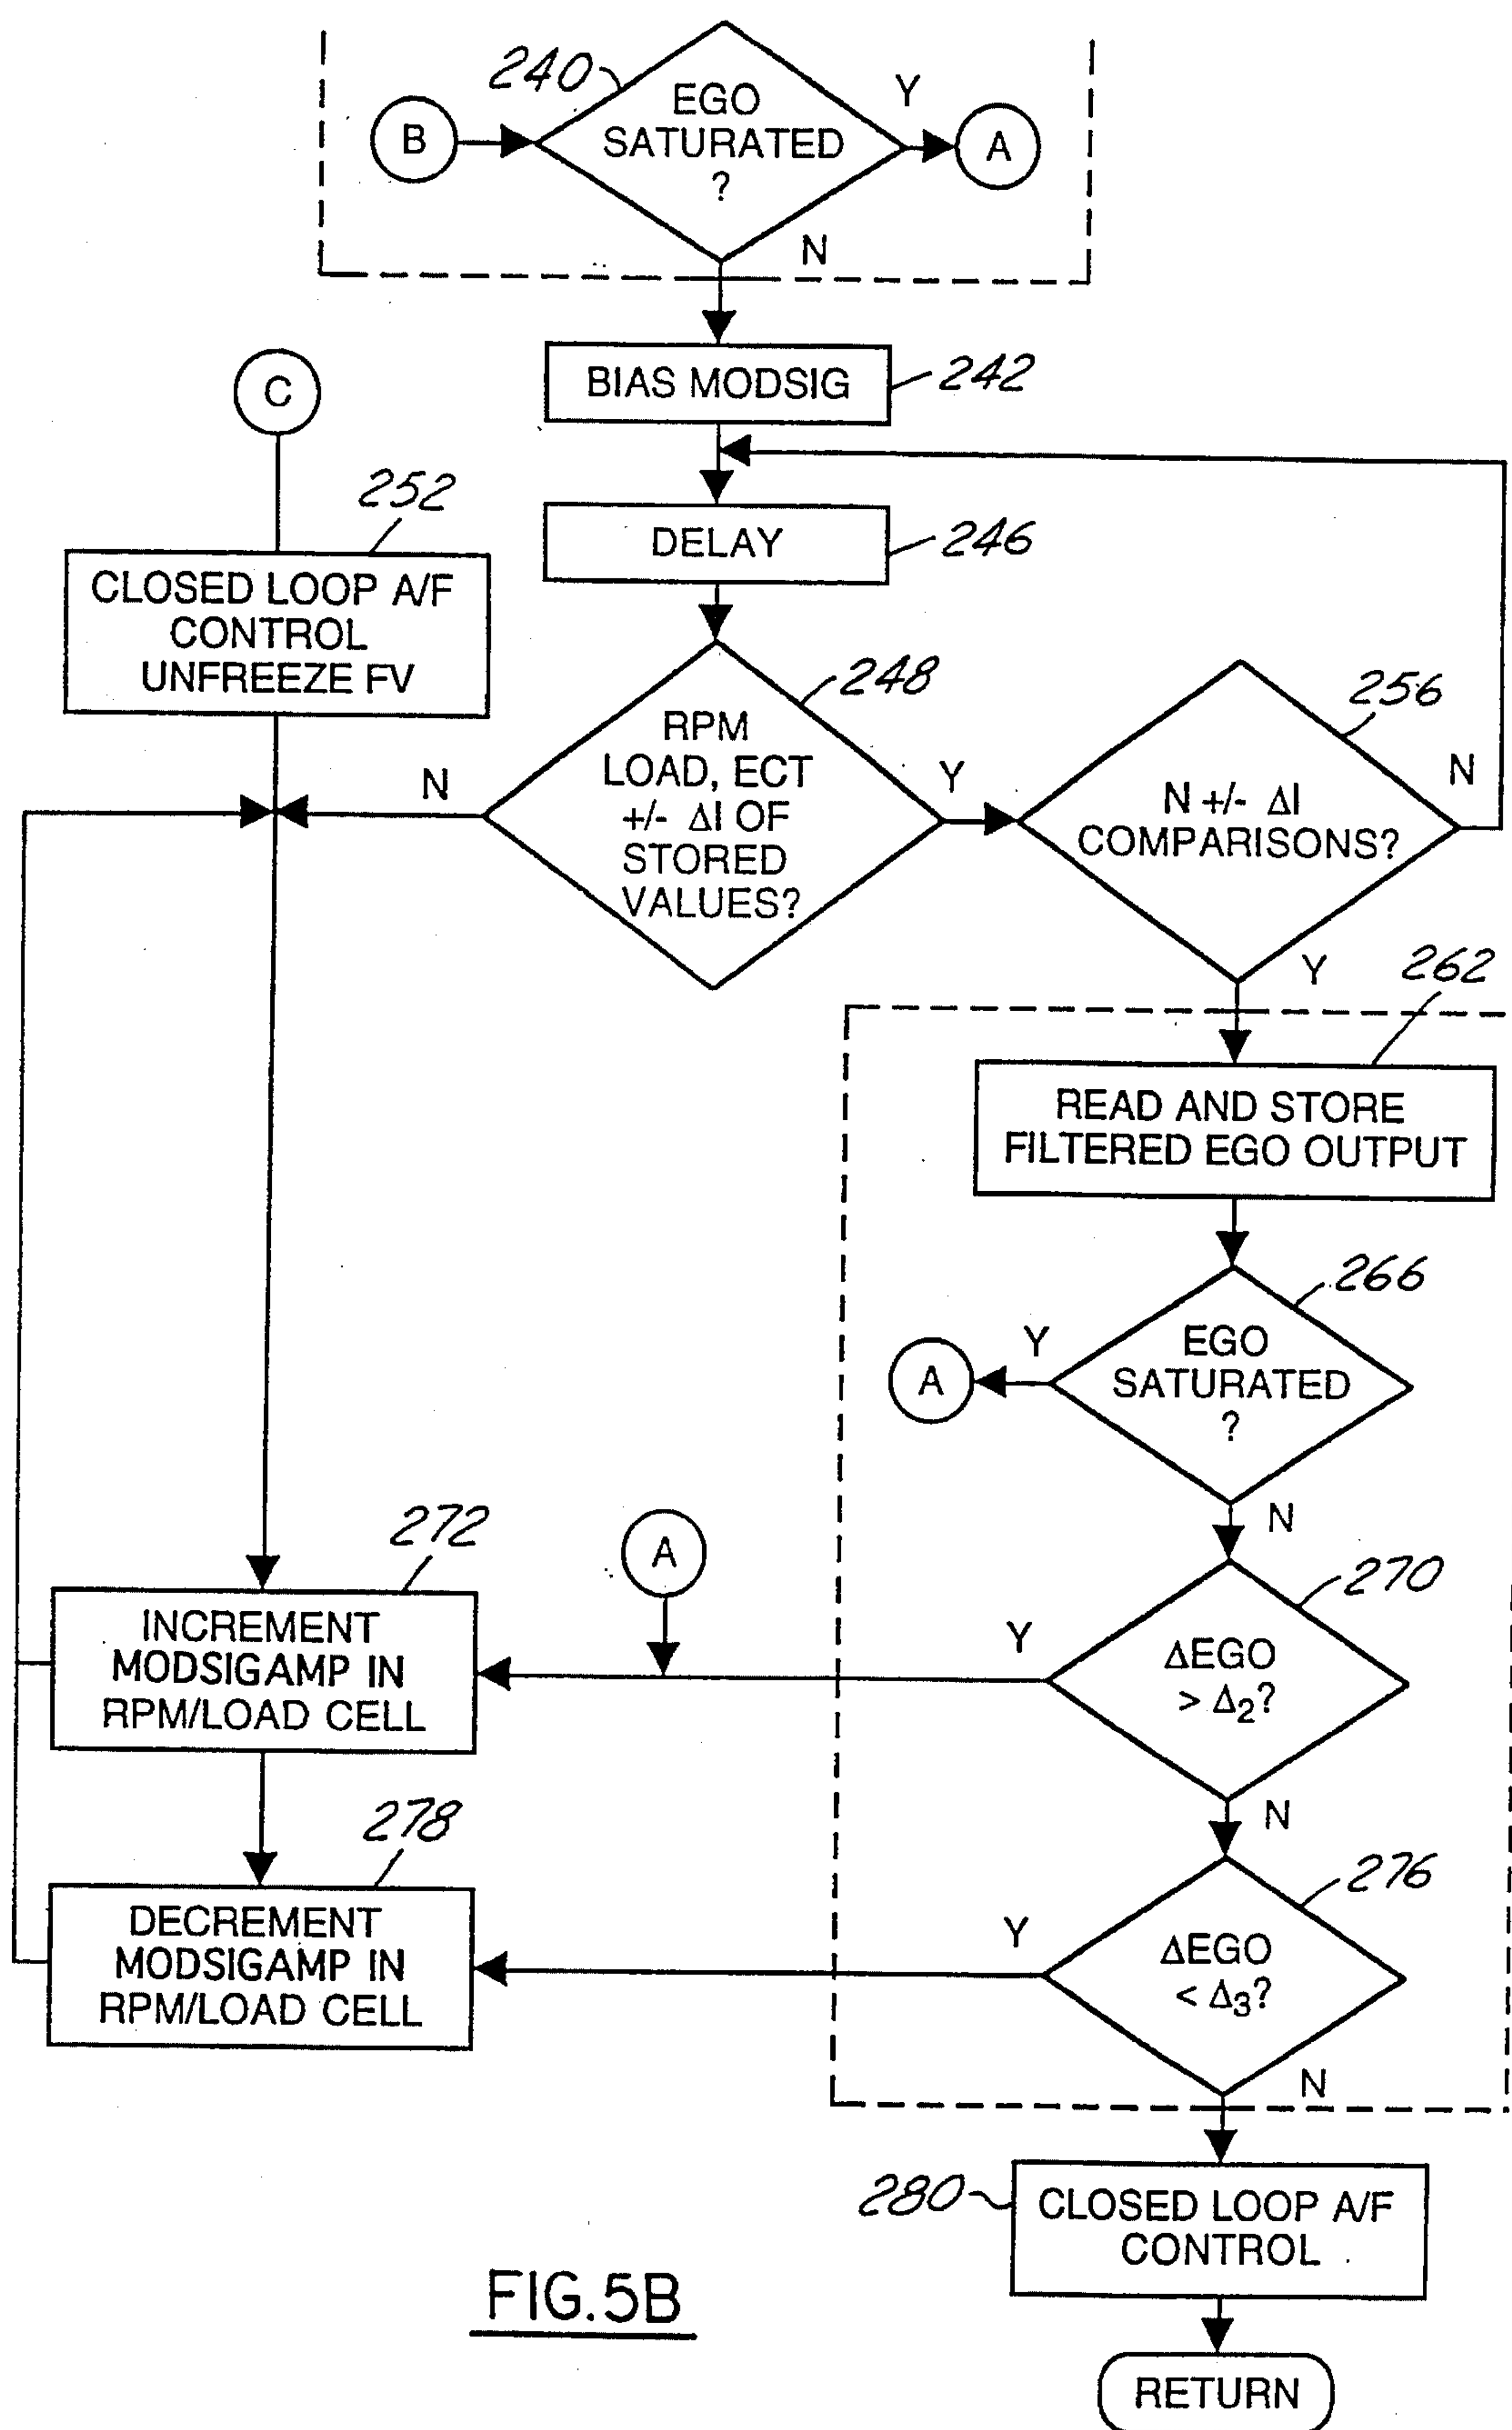 240
EGO
SATURATED
?
Y
B
A
N
BIAS MODSIG
242
C
252
CLOSED LOOP A/F
CONTROL
UNFREEZE FV
DELAY
246
248
RPM
LOAD, ECT
+/- ΔI OF
STORED
VALUES?
N
Y
256
N +/- ΔI
COMPARISONS?
N
Y
262
READ AND STORE
FILTERED EGO OUTPUT
266
EGO
SATURATED
?
Y
A
N
272
INCREMENT
MODSIGAMP IN
RPM/LOAD CELL
A
270
ΔEGO
> Δ2?
Y
N
278
DECREMENT
MODSIGAMP IN
RPM/LOAD CELL
276
ΔEGO
< Δ3?
Y
N
280
CLOSED LOOP A/F
CONTROL
RETURN
FIG.5B